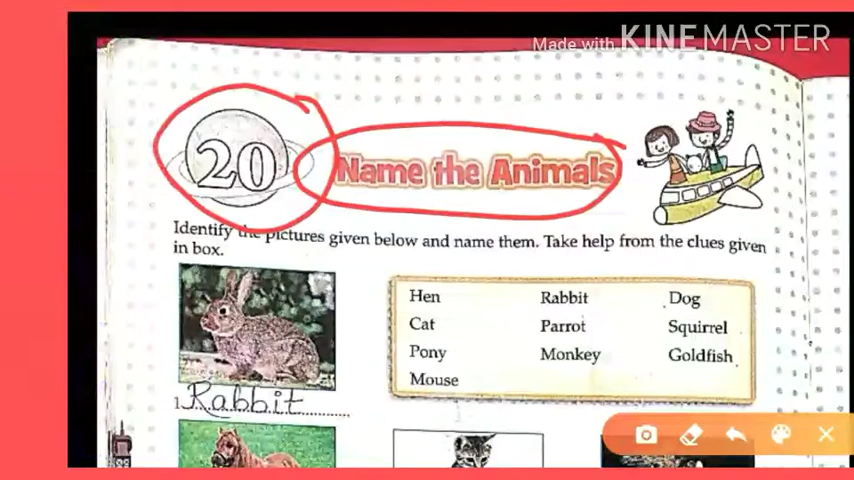 Made with KINEMASTER
20
Name the Animals
Identify the pictures given below and name them. Take help from the clues given
in box.
Hen Rabbit Dog
Cat Parrot Squirrel
Pony Monkey Goldfish
Mouse
1. Rabbit